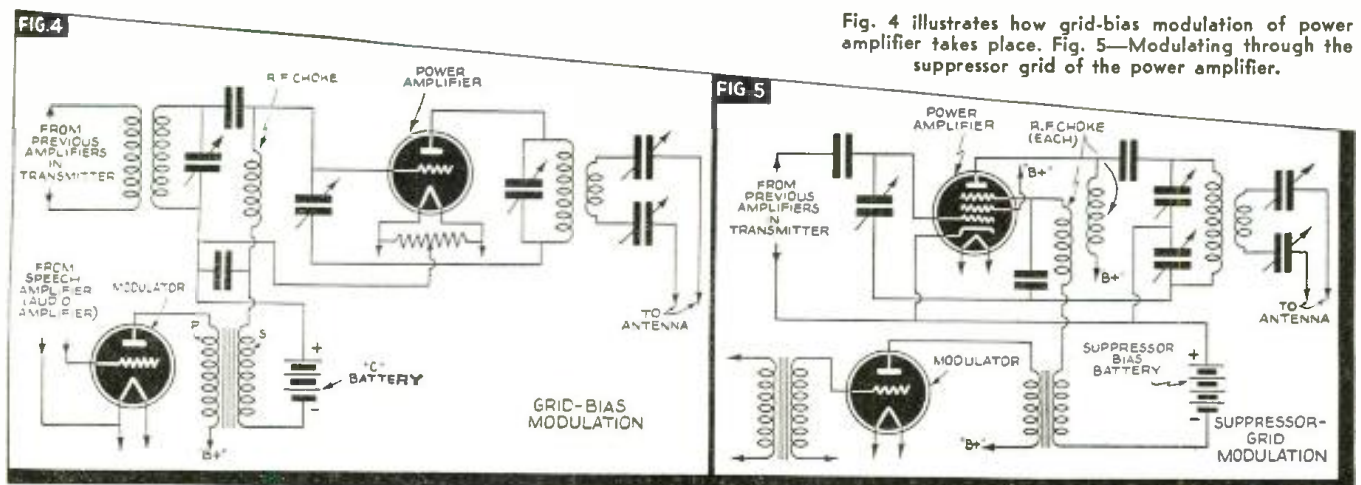 Fig. 4 illustrates how grid-bias modulation of power
amplifier takes place. Fig. 5—Modulating through the
suppressor grid of the power amplifier.
FIG.4
R.F. CHOKE
POWER
AMPLIFIER
FROM
PREVIOUS
AMPLIFIERS
IN
TRANSMITTER
FROM
SPEECH
AMPLIFIER
(AUDIO
AMPLIFIER)
MODULATOR
P
S
+
"C"
BATTERY
-
"B+"
TO
ANTENNA
GRID-BIAS
MODULATION
FIG 5
POWER
AMPLIFIER
R.F. CHOKE
(EACH)
"B+"
FROM
PREVIOUS
AMPLIFIERS
IN
TRANSMITTER
"B+"
TO
ANTENNA
MODULATOR
SUPPRESSOR
BIAS
BATTERY
+
-
"B+"
SUPPRESSOR-
GRID
MODULATION